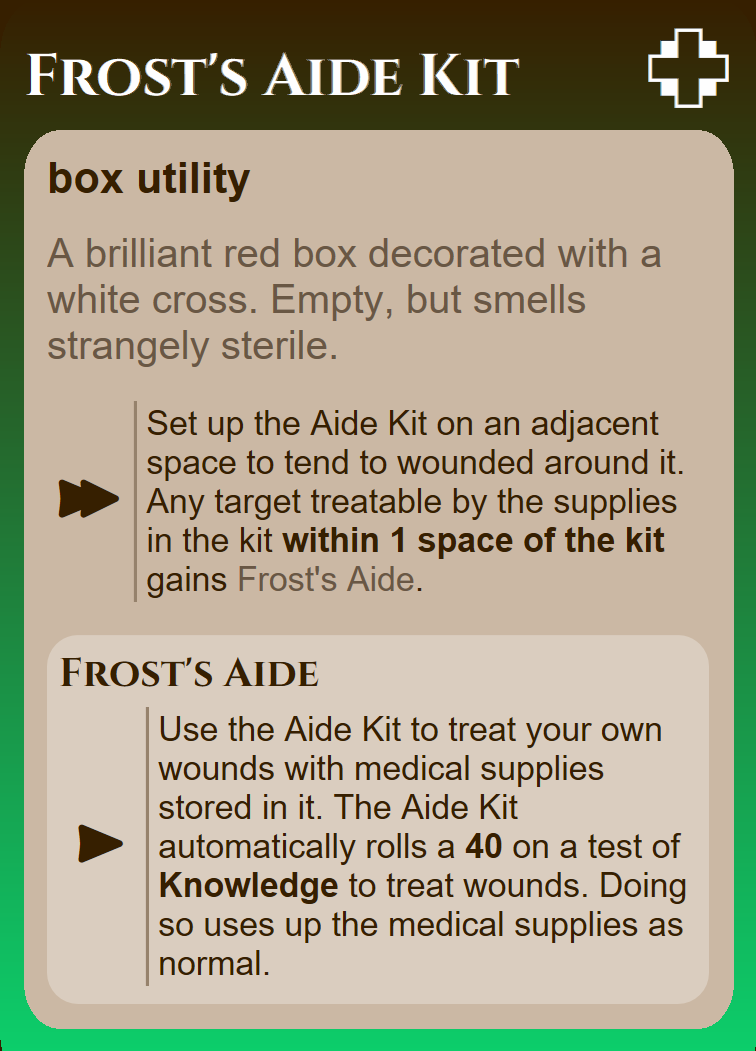 Frost's Aide Kit
box utility
A brilliant red box decorated with a
white cross. Empty, but smells
strangely sterile.
Set up the Aide Kit on an adjacent
space to tend to wounded around it.
Any target treatable by the supplies
in the kit within 1 space of the kit
gains Frost's Aide.
Frost's Aide
Use the Aide Kit to treat your own
wounds with medical supplies
stored in it. The Aide Kit
automatically rolls a 40 on a test of
Knowledge to treat wounds. Doing
so uses up the medical supplies as
normal.